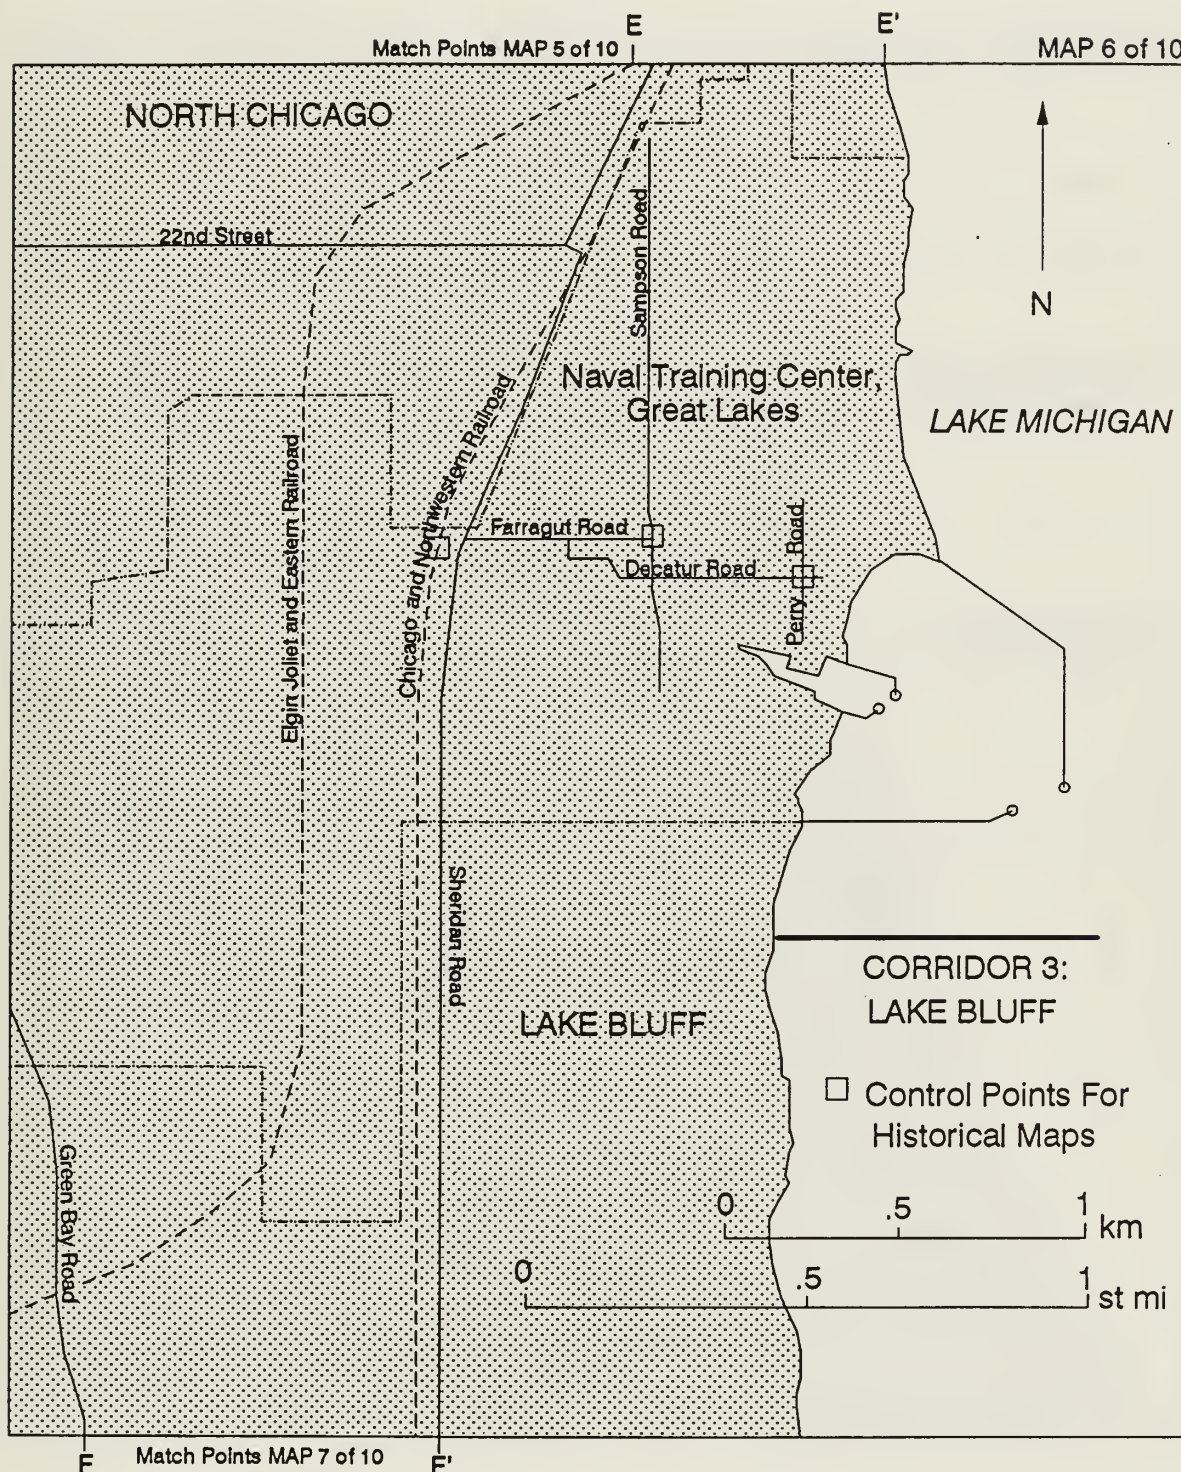 E
E'
Match Points MAP 5 of 10
MAP 6 of 10
NORTH CHICAGO
22nd Street
Sampson Road
N
Naval Training Center,
Great Lakes
LAKE MICHIGAN
Chicago and Northwestern Railroad
Elgin Joliet and Eastern Railroad
Farragut Road
Decatur Road
Perry Road
Sheridan Road
CORRIDOR 3:
LAKE BLUFF
LAKE BLUFF
Control Points For
Historical Maps
Green Bay Road
0 .5 1 km
0 .5 1 st mi
F
Match Points MAP 7 of 10
F'